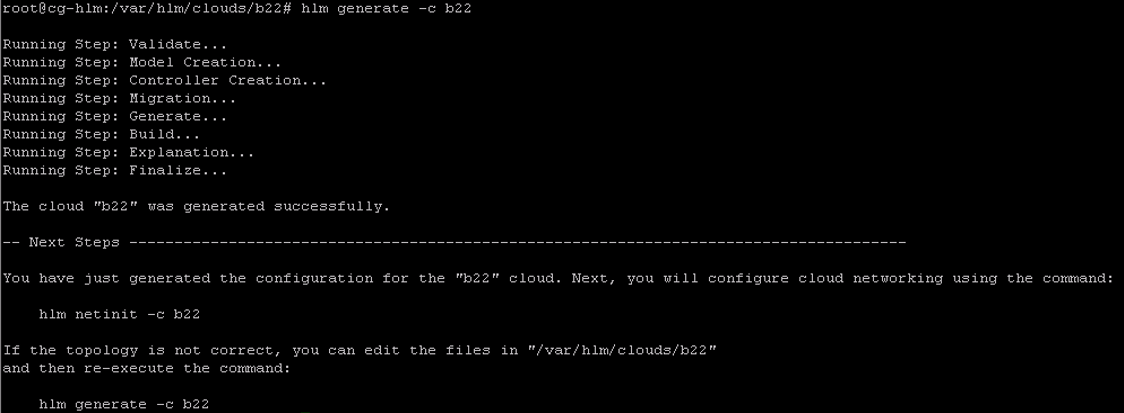 root@cg-hlm:/var/hlm/clouds/b22# hlm generate -c b22
Running Step: Validate...
Running Step: Model Creation...
Running Step: Controller Creation...
Running Step: Migration...
Running Step: Generate...
Running Step: Build...
Running Step: Explanation...
Running Step: Finalize...
The cloud "b22" was generated successfully.
-- Next Steps --------------------------------------------------------------------------------------
You have just generated the configuration for the "b22" cloud. Next, you will configure cloud networking using the command:
hlm netinit -c b22
If the topology is not correct, you can edit the files in "/var/hlm/clouds/b22"
and then re-execute the command:
hlm generate -c b22